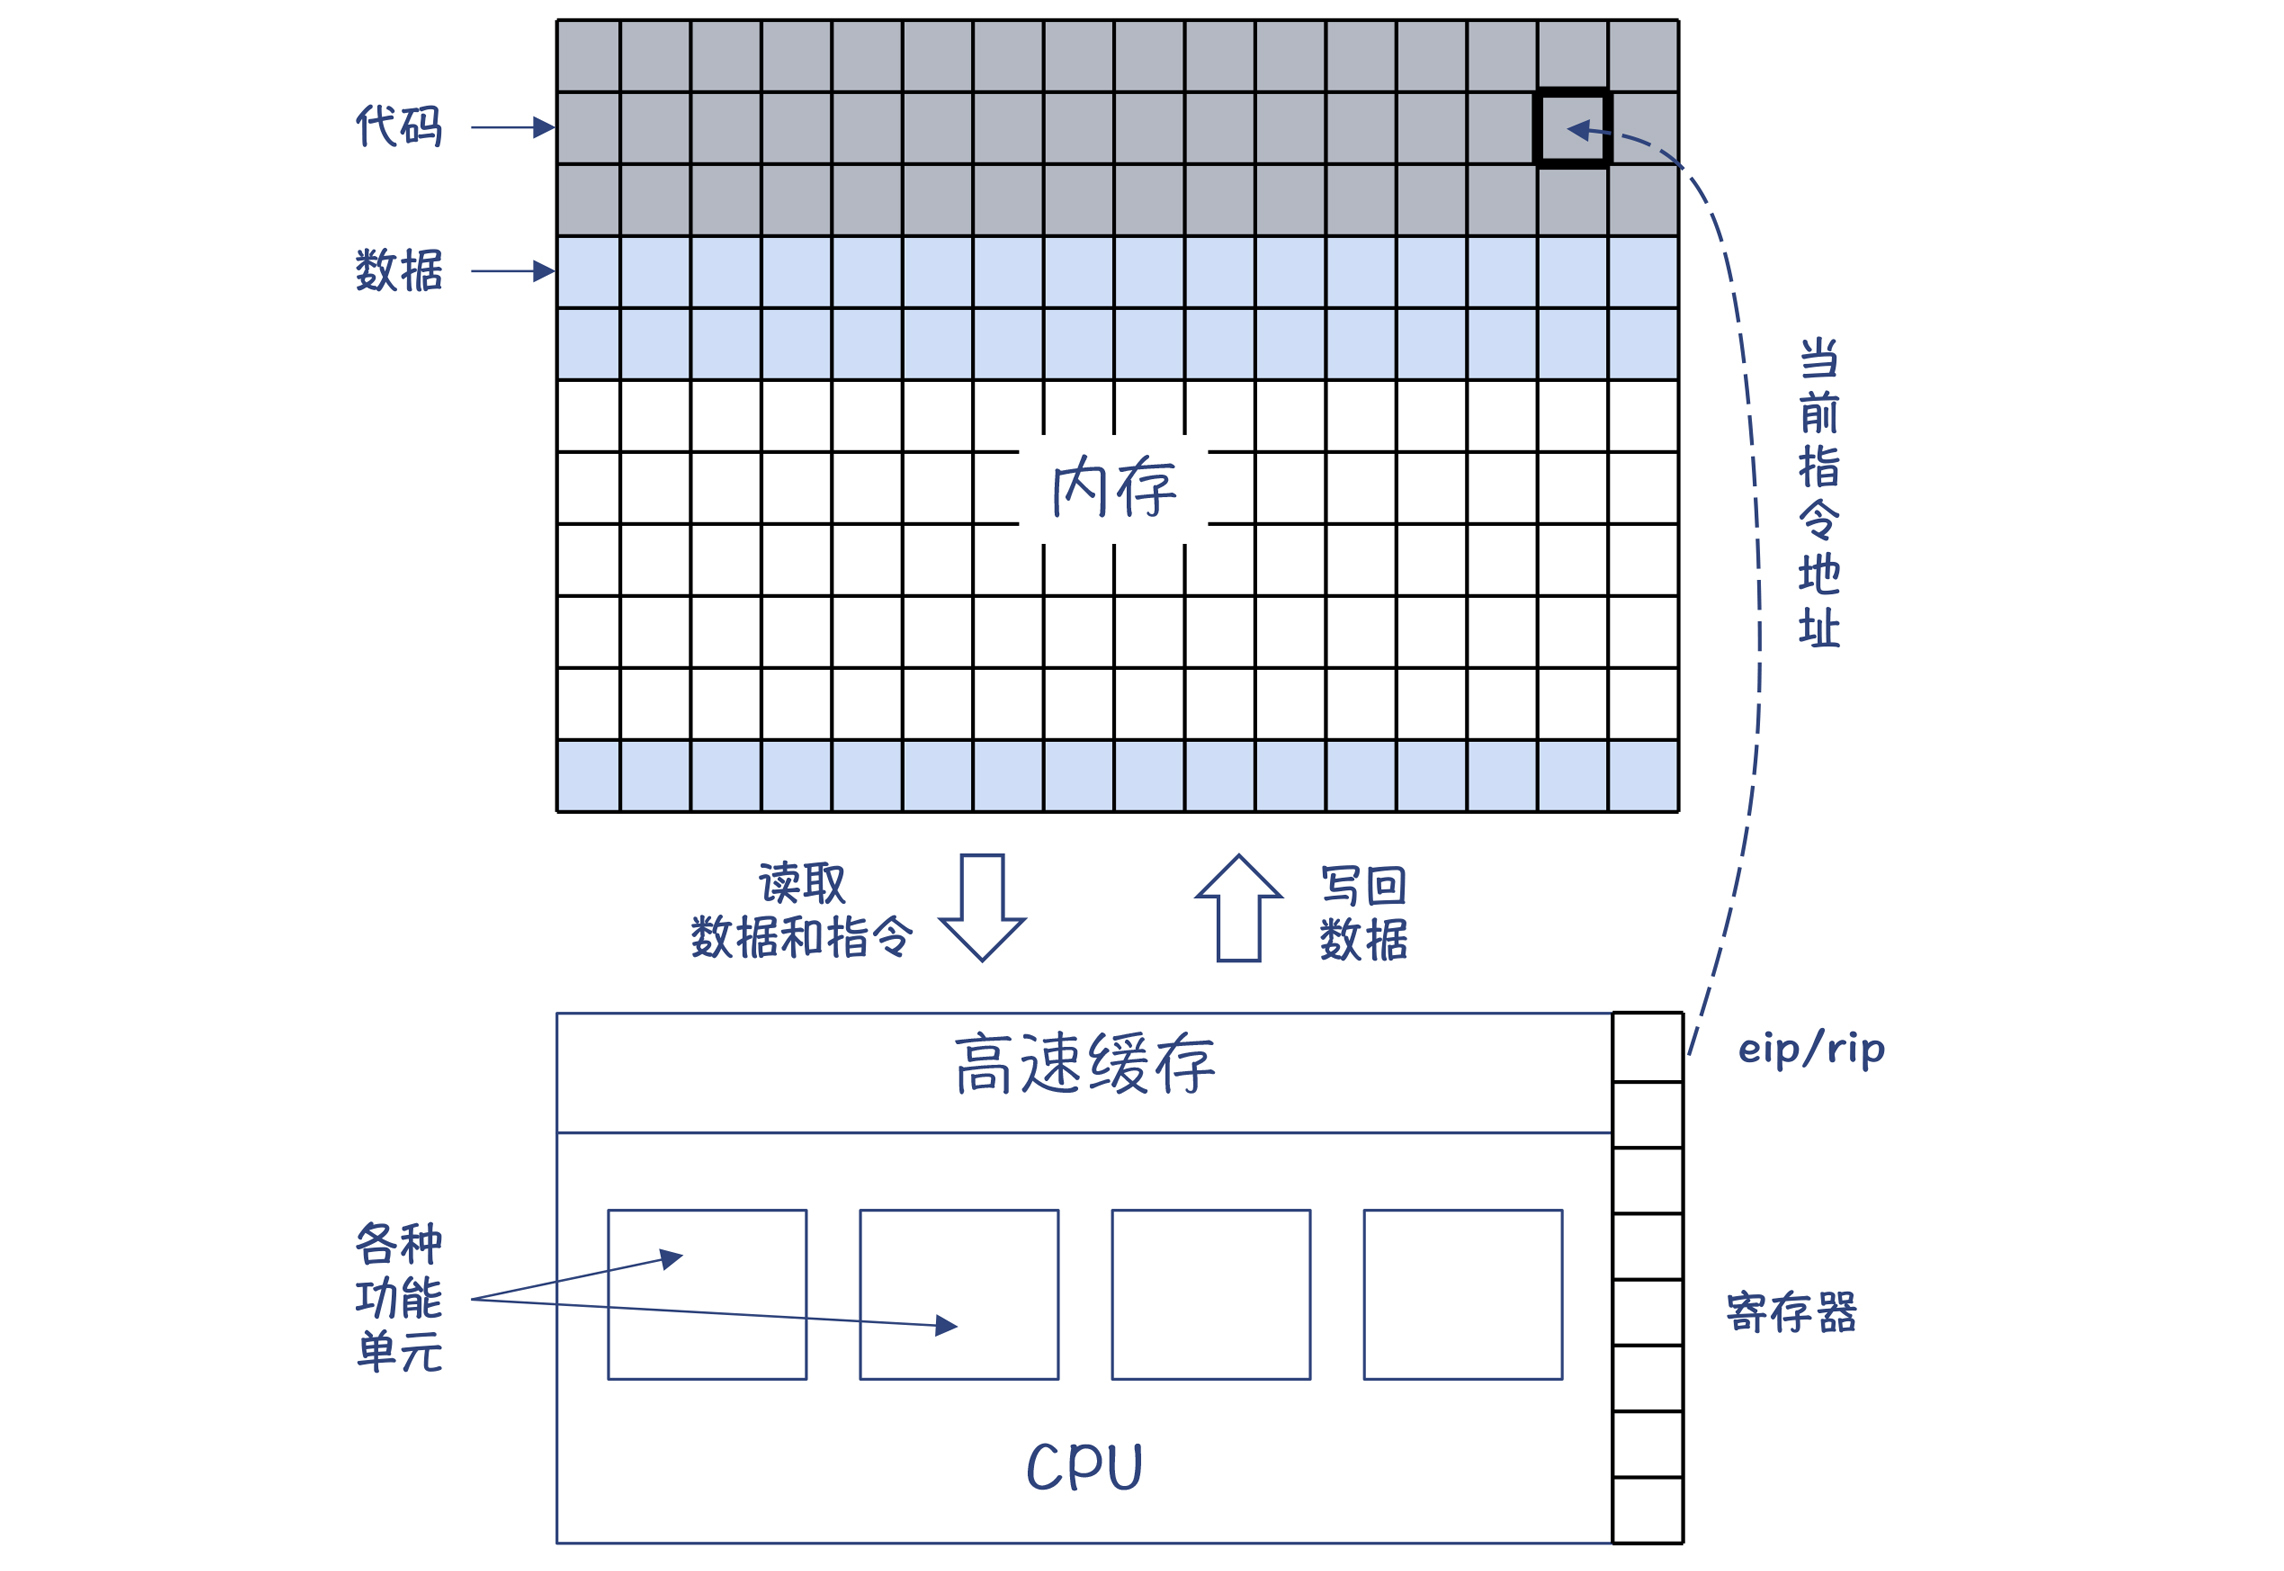 代码
数据
内存
当前指令地址
读取
数据和指令
写回
数据
高速缓存
eip/rip
各种
功能
单元
寄存器
CPU